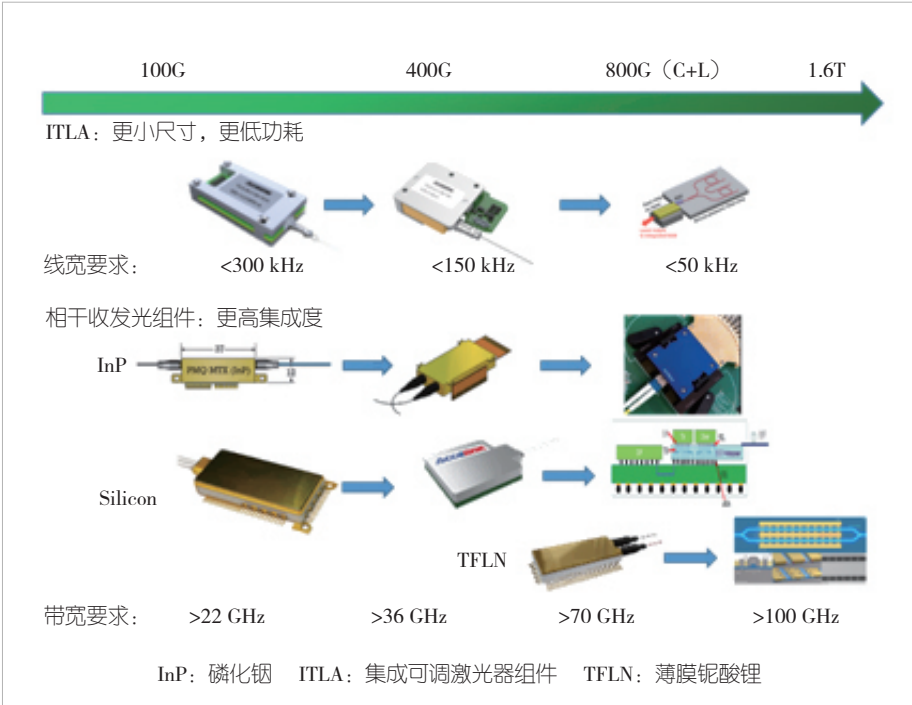 100G 400G 800G（C+L） 1.6T
ITLA：更小尺寸，更低功耗
线宽要求： <300 kHz <150 kHz <50 kHz
相干收发光组件：更高集成度
InP
PMQ MTX (InP)
Silicon
TFLN
带宽要求： >22 GHz >36 GHz >70 GHz >100 GHz
InP：磷化铟 ITLA：集成可调激光器组件 TFLN：薄膜铌酸锂